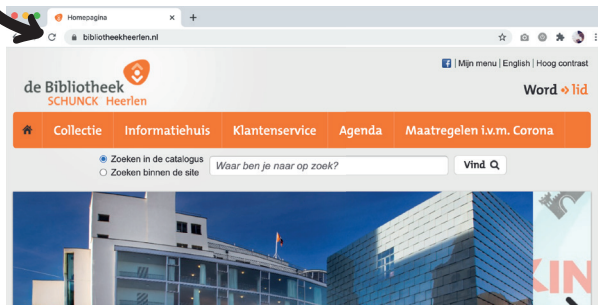 Homepagina
bibliotheekheerlen.nl
Mijn menu | English | Hoog contrast
de Bibliotheek
SCHUNCK Heerlen
Word lid
Collectie Informatiehuis Klantenservice Agenda Maatregelen i.v.m. Corona
Zoeken in de catalogus
Zoeken binnen de site
Waar ben je naar op zoek?
Vind
KIN